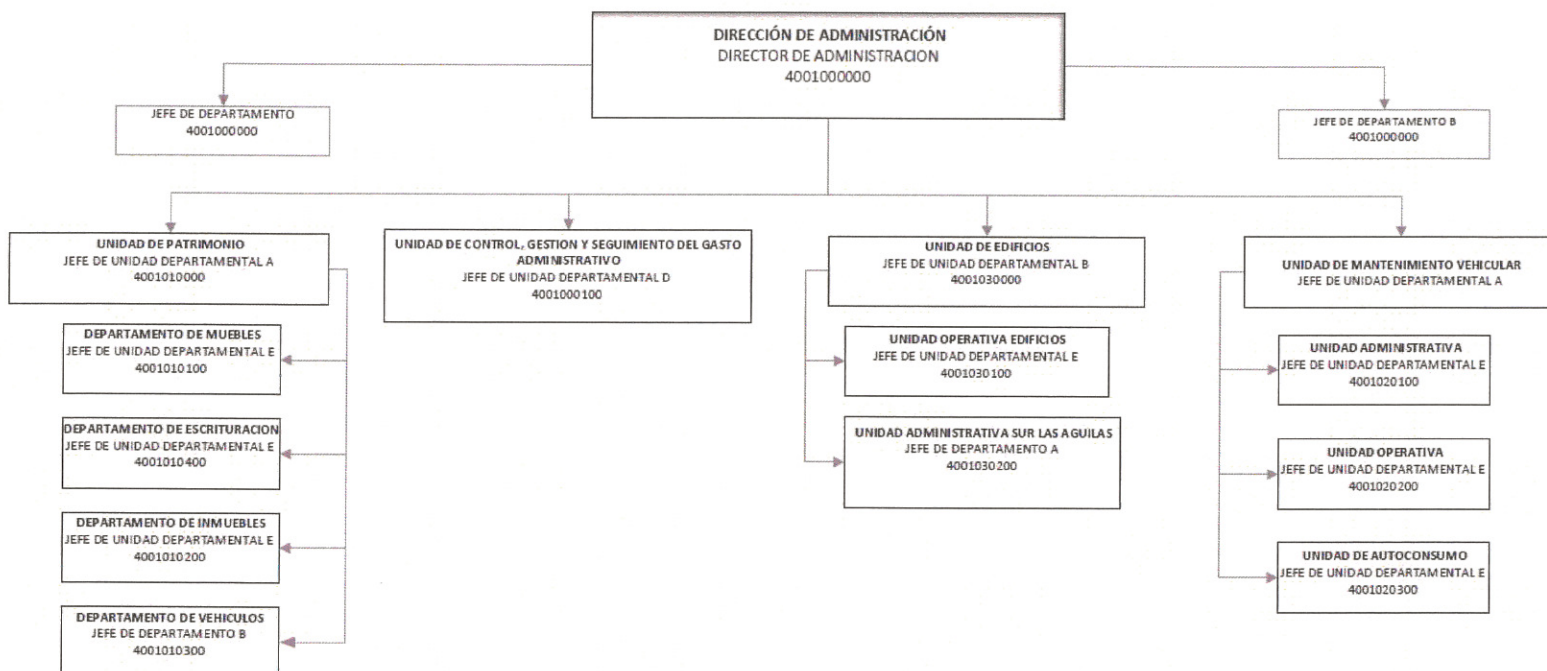 DIRECCIÓN DE ADMINISTRACIÓN
DIRECTOR DE ADMINISTRACION
4001000000
JEFE DE DEPARTAMENTO
4001000000
JEFE DE DEPARTAMENTO B
4001000000
UNIDAD DE PATRIMONIO
JEFE DE UNIDAD DEPARTAMENTAL A
4001010000
DEPARTAMENTO DE MUEBLES
JEFE DE UNIDAD DEPARTAMENTAL E
4001010100
DEPARTAMENTO DE ESCRITURACION
JEFE DE UNIDAD DEPARTAMENTAL E
4001010400
DEPARTAMENTO DE INMUEBLES
JEFE DE UNIDAD DEPARTAMENTAL E
4001010200
DEPARTAMENTO DE VEHICULOS
JEFE DE DEPARTAMENTO B
4001010300
UNIDAD DE CONTROL, GESTION Y SEGUIMIENTO DEL GASTO
ADMINISTRATIVO
JEFE DE UNIDAD DEPARTAMENTAL D
4001000100
UNIDAD DE EDIFICIOS
JEFE DE UNIDAD DEPARTAMENTAL B
4001030000
UNIDAD OPERATIVA EDIFICIOS
JEFE DE UNIDAD DEPARTAMENTAL E
4001030100
UNIDAD ADMINISTRATIVA SUR LAS AGUILAS
JEFE DE DEPARTAMENTO A
4001030200
UNIDAD DE MANTENIMIENTO VEHICULAR
JEFE DE UNIDAD DEPARTAMENTAL A
UNIDAD ADMINISTRATIVA
JEFE DE UNIDAD DEPARTAMENTAL E
4001020100
UNIDAD OPERATIVA
JEFE DE UNIDAD DEPARTAMENTAL E
4001020200
UNIDAD DE AUTOCONSUMO
JEFE DE UNIDAD DEPARTAMENTAL E
4001020300